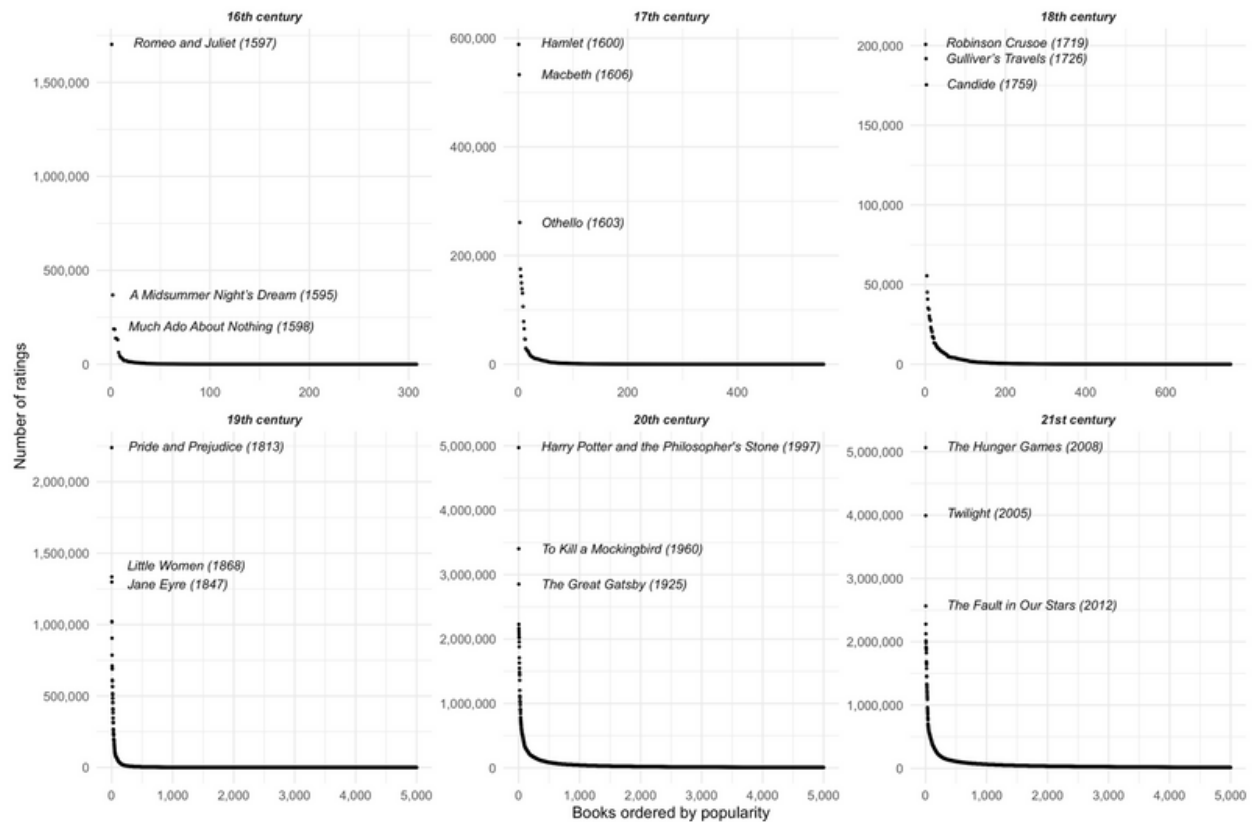 16th century
17th century
18th century
Romeo and Juliet (1597)
1,500,000
1,000,000
500,000
A Midsummer Night's Dream (1595)
Much Ado About Nothing (1598)
0
0
100
200
300
600,000
Hamlet (1600)
Macbeth (1606)
400,000
Othello (1603)
200,000
0
0
200
400
200,000
Robinson Crusoe (1719)
Gulliver's Travels (1726)
Candide (1759)
150,000
100,000
50,000
0
0
200
400
600
Number of ratings
19th century
20th century
21st century
Pride and Prejudice (1813)
2,000,000
1,500,000
Little Women (1868)
Jane Eyre (1847)
1,000,000
500,000
0
0
1,000
2,000
3,000
4,000
5,000
5,000,000
Harry Potter and the Philosopher's Stone (1997)
4,000,000
To Kill a Mockingbird (1960)
3,000,000
The Great Gatsby (1925)
2,000,000
1,000,000
0
0
1,000
2,000
3,000
4,000
5,000
5,000,000
The Hunger Games (2008)
4,000,000
Twilight (2005)
3,000,000
The Fault in Our Stars (2012)
2,000,000
1,000,000
0
0
1,000
2,000
3,000
4,000
5,000
Books ordered by popularity